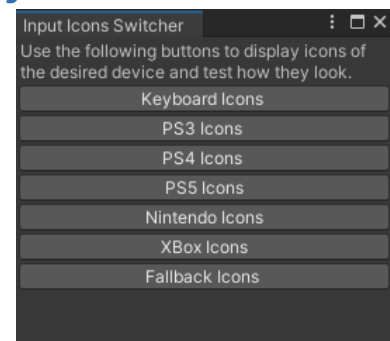 Input Icons Switcher
Use the following buttons to display icons of
the desired device and test how they look.
Keyboard Icons
PS3 Icons
PS4 Icons
PS5 Icons
Nintendo Icons
XBox Icons
Fallback Icons